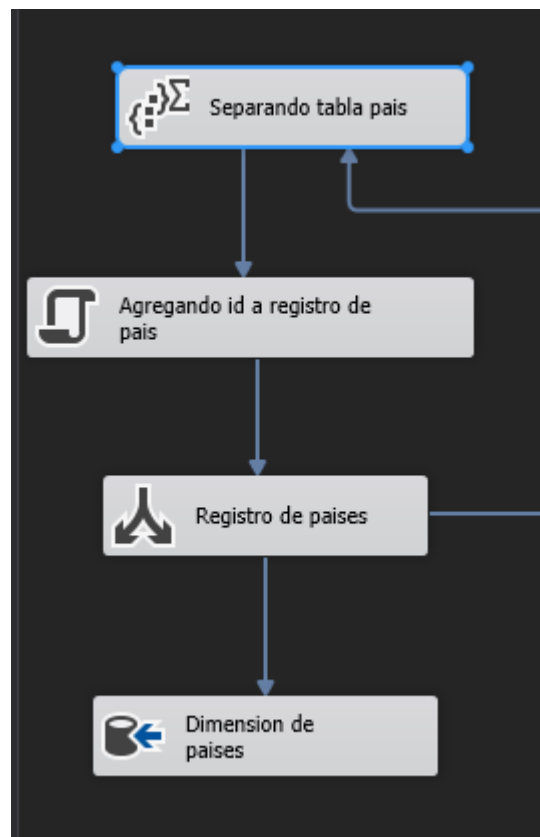 Separando tabla pais
Agregando id a registro de
pais
Registro de paises
Dimension de
paises